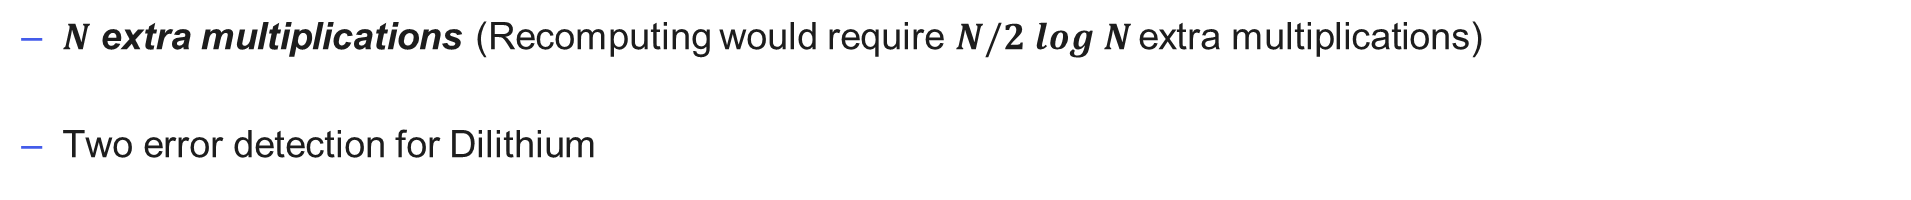 – N extra multiplications (Recomputing would require N/2 log N extra multiplications)
– Two error detection for Dilithium